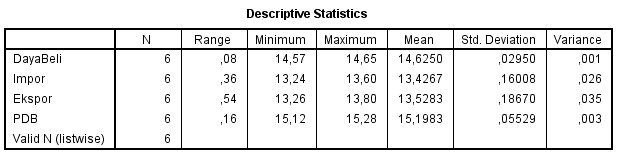 Descriptive Statistics
N Range Minimum Maximum Mean Std. Deviation Variance
DayaBeli 6 ,08 14,57 14,65 14,6250 ,02950 ,001
Impor 6 ,36 13,24 13,60 13,4267 ,16008 ,026
Ekspor 6 ,54 13,26 13,80 13,5283 ,18670 ,035
PDB 6 ,16 15,12 15,28 15,1983 ,05529 ,003
Valid N (listwise) 6